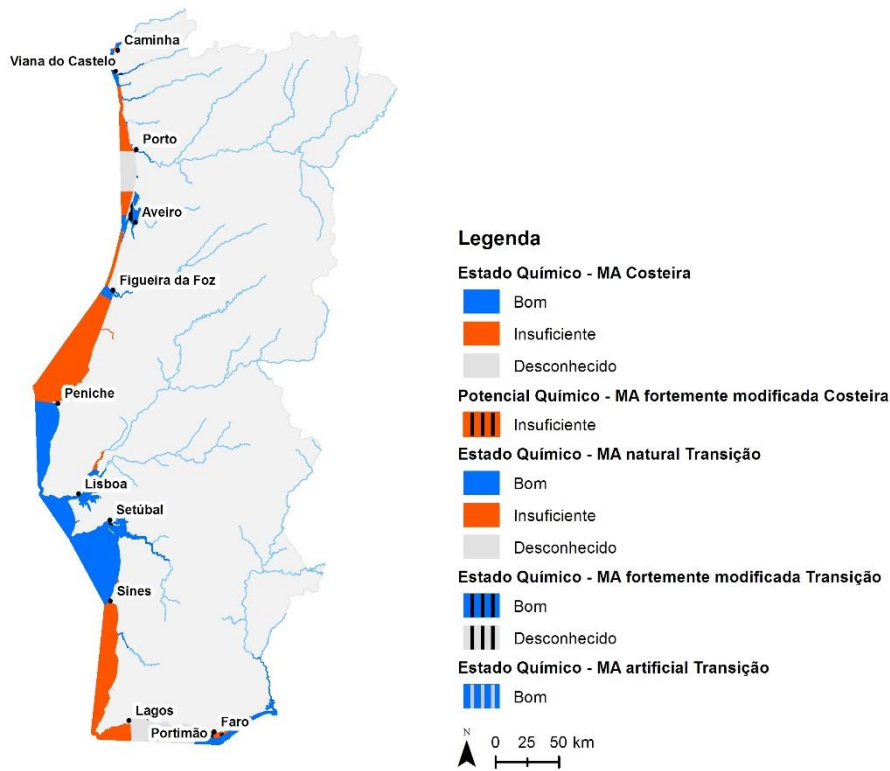 Caminha
Viana do Castelo
Porto
Aveiro
Figueira da Foz
Peniche
Lisboa
Setúbal
Sines
Lagos
Faro
Portimão
Legenda
Estado Químico - MA Costeira
Bom
Insuficiente
Desconhecido
Potencial Químico - MA fortemente modificada Costeira
Insuficiente
Estado Químico - MA natural Transição
Bom
Insuficiente
Desconhecido
Estado Químico - MA fortemente modificada Transição
Bom
Desconhecido
Estado Químico - MA artificial Transição
Bom
N
0 25 50 km